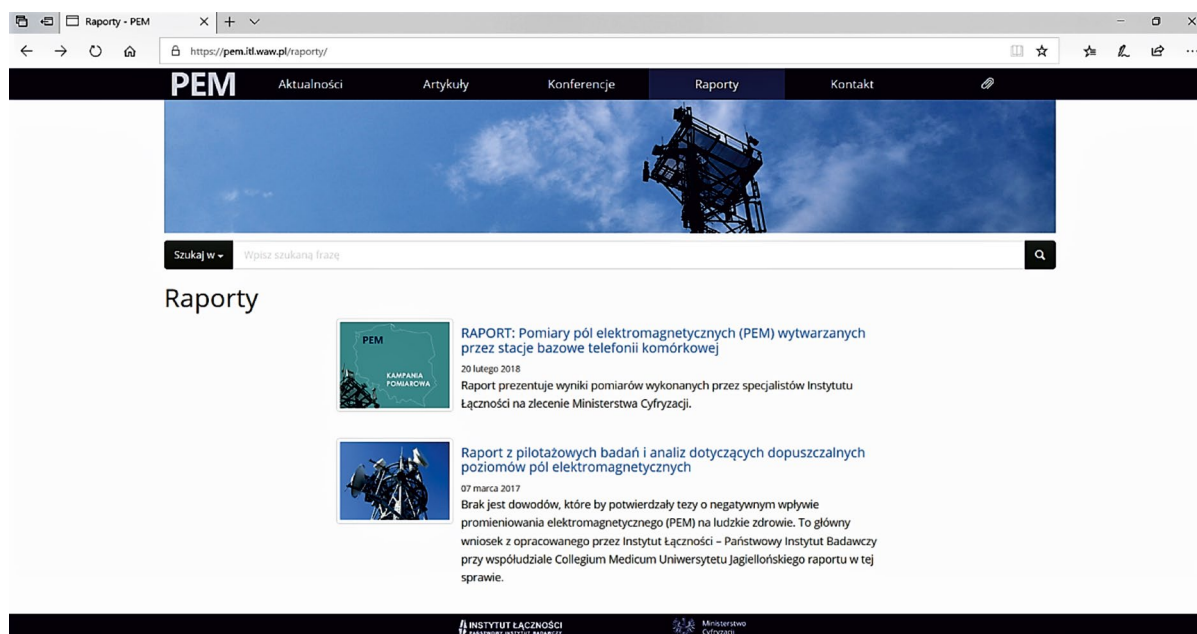 Raporty - PEM
https://pem.itl.waw.pl/raporty/
PEM Aktualności Artykuły Konferencje Raporty Kontakt
Szukaj w Wpisz szukaną frazę
Raporty
PEM
KAMPANIA
POMIAROWA
RAPORT: Pomiary pól elektromagnetycznych (PEM) wytwarzanych
przez stacje bazowe telefonii komórkowej
20 lutego 2018
Raport prezentuje wyniki pomiarów wykonanych przez specjalistów Instytutu
Łączności na zlecenie Ministerstwa Cyfryzacji.
Raport z pilotażowych badań i analiz dotyczących dopuszczalnych
poziomów pól elektromagnetycznych
07 marca 2017
Brak jest dowodów, które by potwierdzały tezy o negatywnym wpływie
promieniowania elektromagnetycznego (PEM) na ludzkie zdrowie. To główny
wniosek z opracowanego przez Instytut Łączności – Państwowy Instytut Badawczy
przy współudziale Collegium Medicum Uniwersytetu Jagiellońskiego raportu w tej
sprawie.
INSTYTUT ŁĄCZNOŚCI
PAŃSTWOWY INSTYTUT BADAWCZY
Ministerstwo
Cyfryzacji